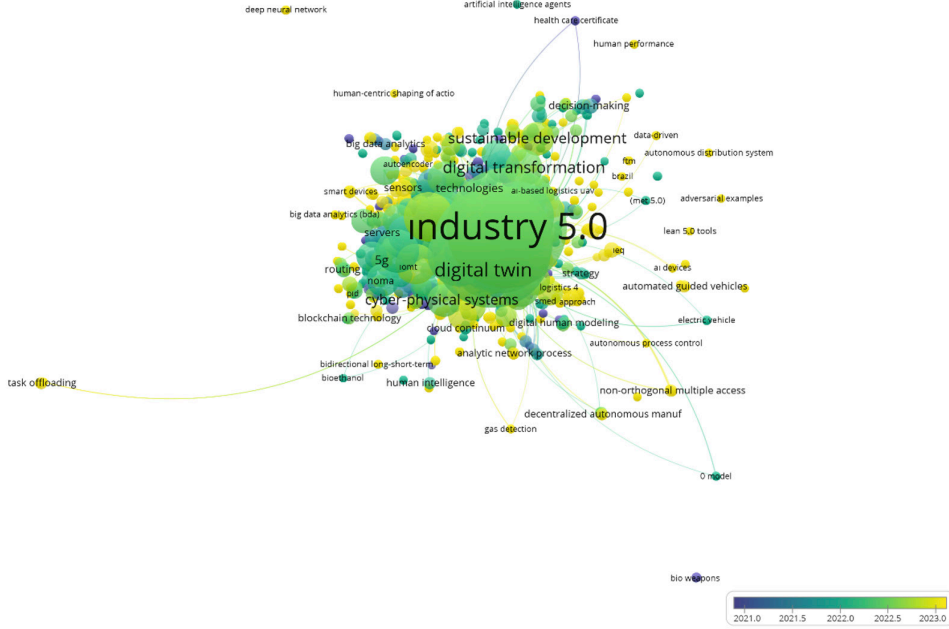 artificial intelligence agents
deep neural network
health care certificate
human performance
human-centric shaping of actio
decision-making
big data analytics
sustainable development
data-driven
autonomous distribution system
autoencoder
digital transformation
ftm
brazil
smart devices
sensors
technologies
ai-based logistics uav
(mec5.0)
adversarial examples
big data analytics (bda)
servers
industry 5.0
lean 5,0 tools
ieq
5g
iomt
routing
digital twin
strategy
ai devices
noma
pid
logistics 4
automated guided vehicles
cyber-physical systems
smed
approach
blockchain technology
cloud continuum
digital human modeling
electric vehicle
autonomous process control
analytic network process
bidirectional long-short-term
bioethanol
human intelligence
task offloading
non-orthogonal multiple access
decentralized autonomous manuf
gas detection
0 model
bio weapons
2021.0 2021.5 2022.0 2022.5 2023.0